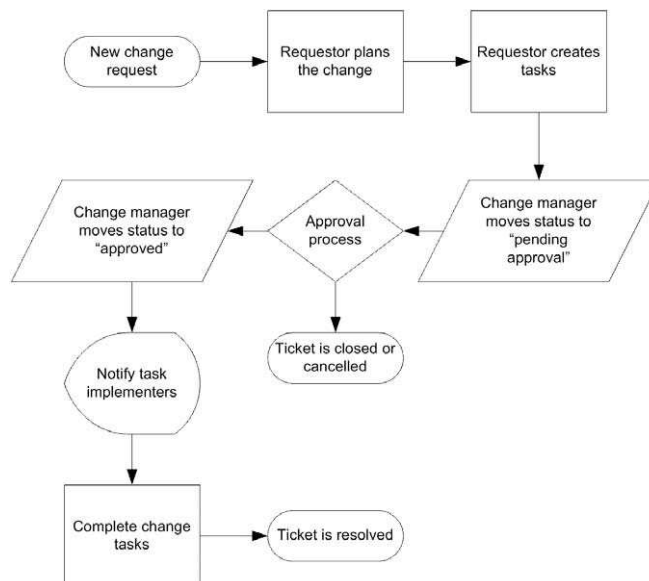 New change
request
Requestor plans
the change
Requestor creates
tasks
Change manager
moves status to
“pending
approval”
Approval
process
Change manager
moves status to
“approved”
Ticket is closed or
cancelled
Notify task
implementers
Complete change
tasks
Ticket is resolved